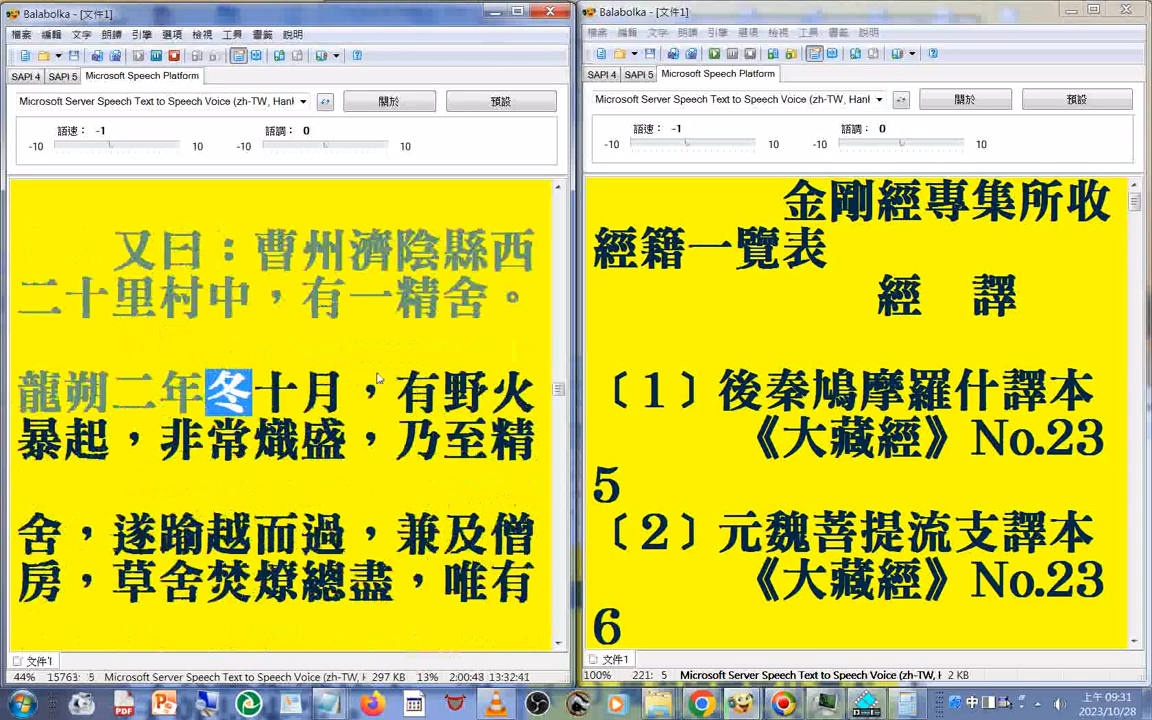 Balabolka - [文件1]
檔案 編輯 文字 朗讀 引擎 選項 檢視 工具 書籤 說明
SAPI 4 SAPI 5 Microsoft Speech Platform
Microsoft Server Speech Text to Speech Voice (zh-TW, Hanl
關於
預設
語速： -1
語調： 0
-10
10
-10
10
又曰：曹州濟陰縣西
二十里村中，有一精舍。
龍朔二年冬十月，有野火
暴起，非常熾盛，乃至精
舍，遂踰越而過，兼及僧
房，草舍焚燎總盡，唯有
文件1
44% 15763: 5 Microsoft Server Speech Text to Speech Voice (zh-TW, H 297 KB 13% 2:00:48 13:32:41
Balabolka - [文件1]
檔案 編輯 文字 朗讀 引擎 選項 檢視 工具 書籤 說明
SAPI 4 SAPI 5 Microsoft Speech Platform
Microsoft Server Speech Text to Speech Voice (zh-TW, Hanl
關於
預設
語速： -1
語調： 0
-10
10
-10
10
金剛經專集所收
經籍一覽表
經 譯
〔1〕後秦鳩摩羅什譯本
《大藏經》No.23
5
〔2〕元魏菩提流支譯本
《大藏經》No.23
6
文件1
100% 221: 5 Microsoft Server Speech Text to Speech Voice (zh-TW, H 2 KB
中
上午 09:31
2023/10/28